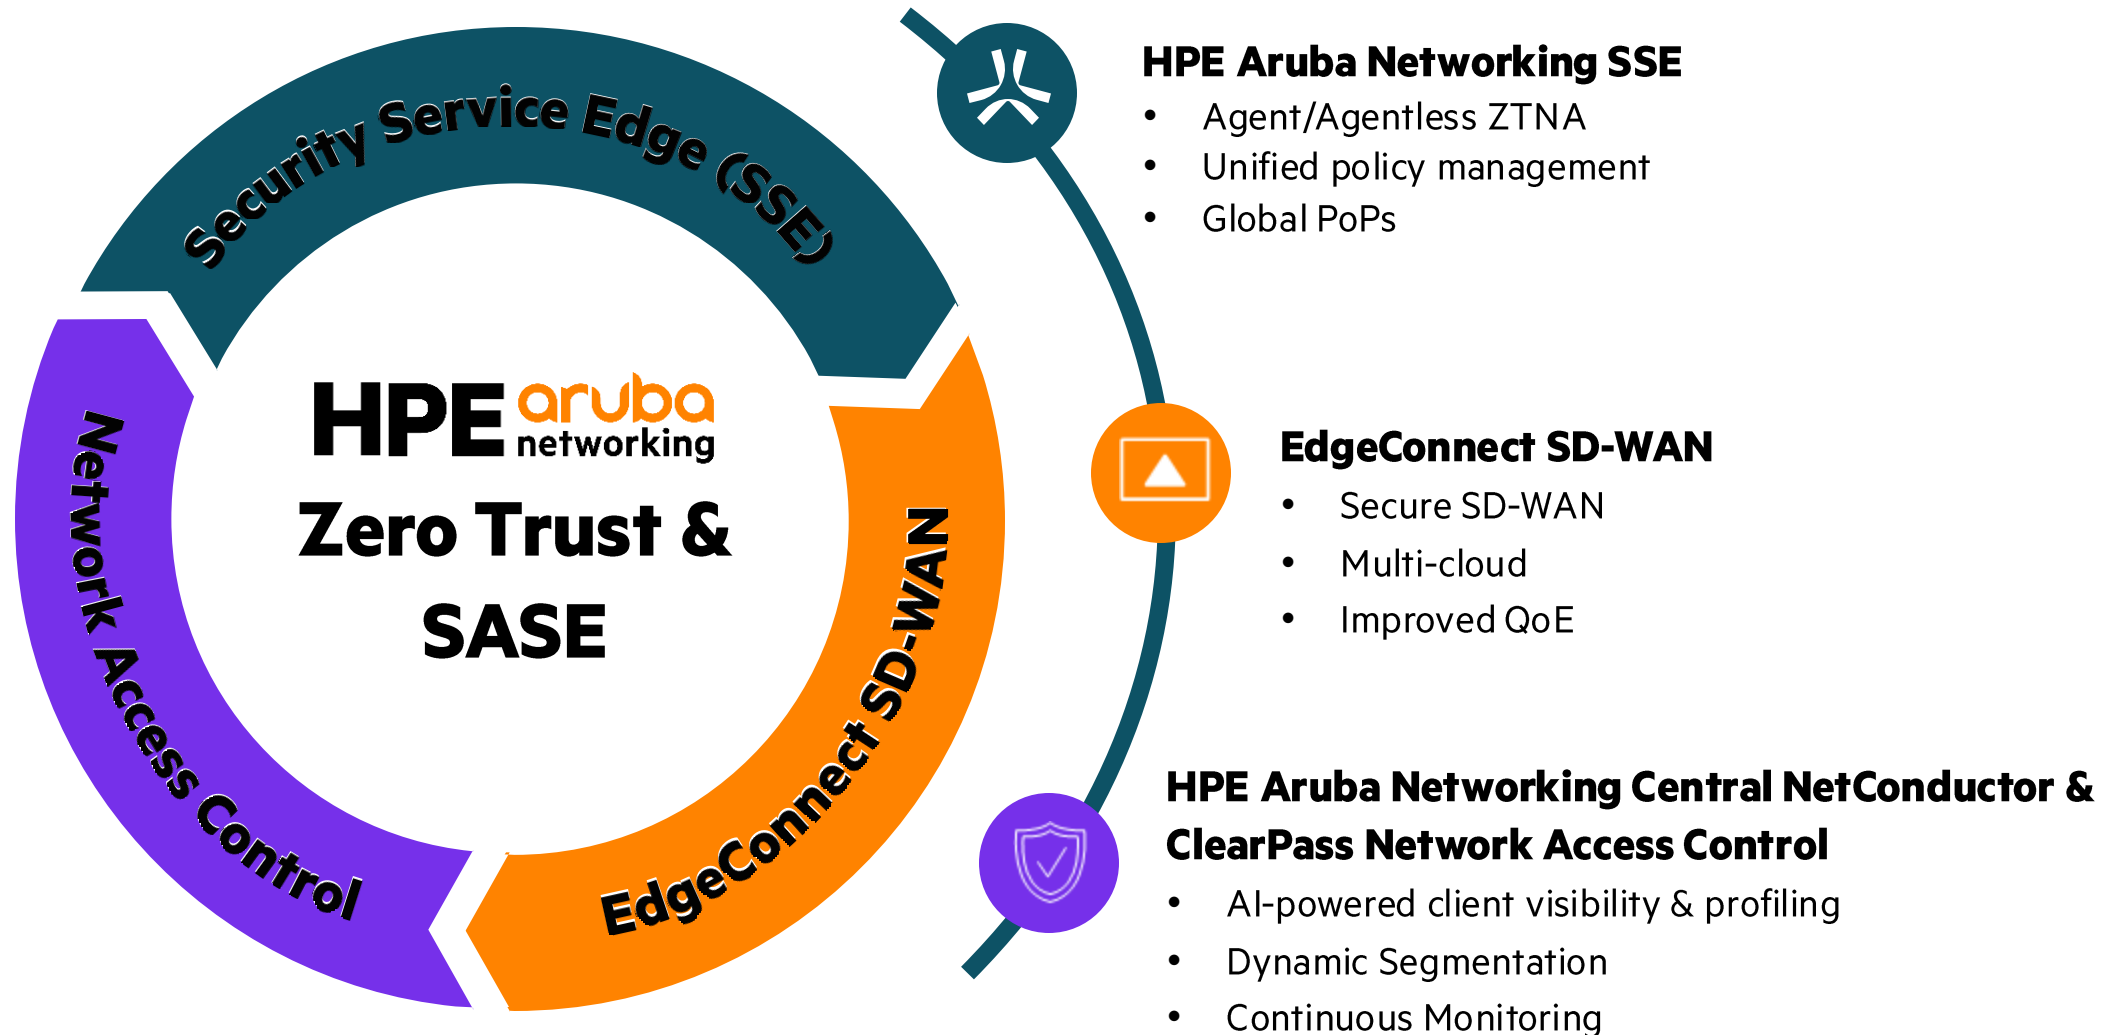 Security Service Edge (SSE)
EdgeConnect SD-WAN
Network Access Control
HPE aruba
networking
Zero Trust &
SASE
HPE Aruba Networking SSE
• Agent/Agentless ZTNA
• Unified policy management
• Global PoPs
EdgeConnect SD-WAN
• Secure SD-WAN
• Multi-cloud
• Improved QoE
HPE Aruba Networking Central NetConductor &
ClearPass Network Access Control
• AI-powered client visibility & profiling
• Dynamic Segmentation
• Continuous Monitoring